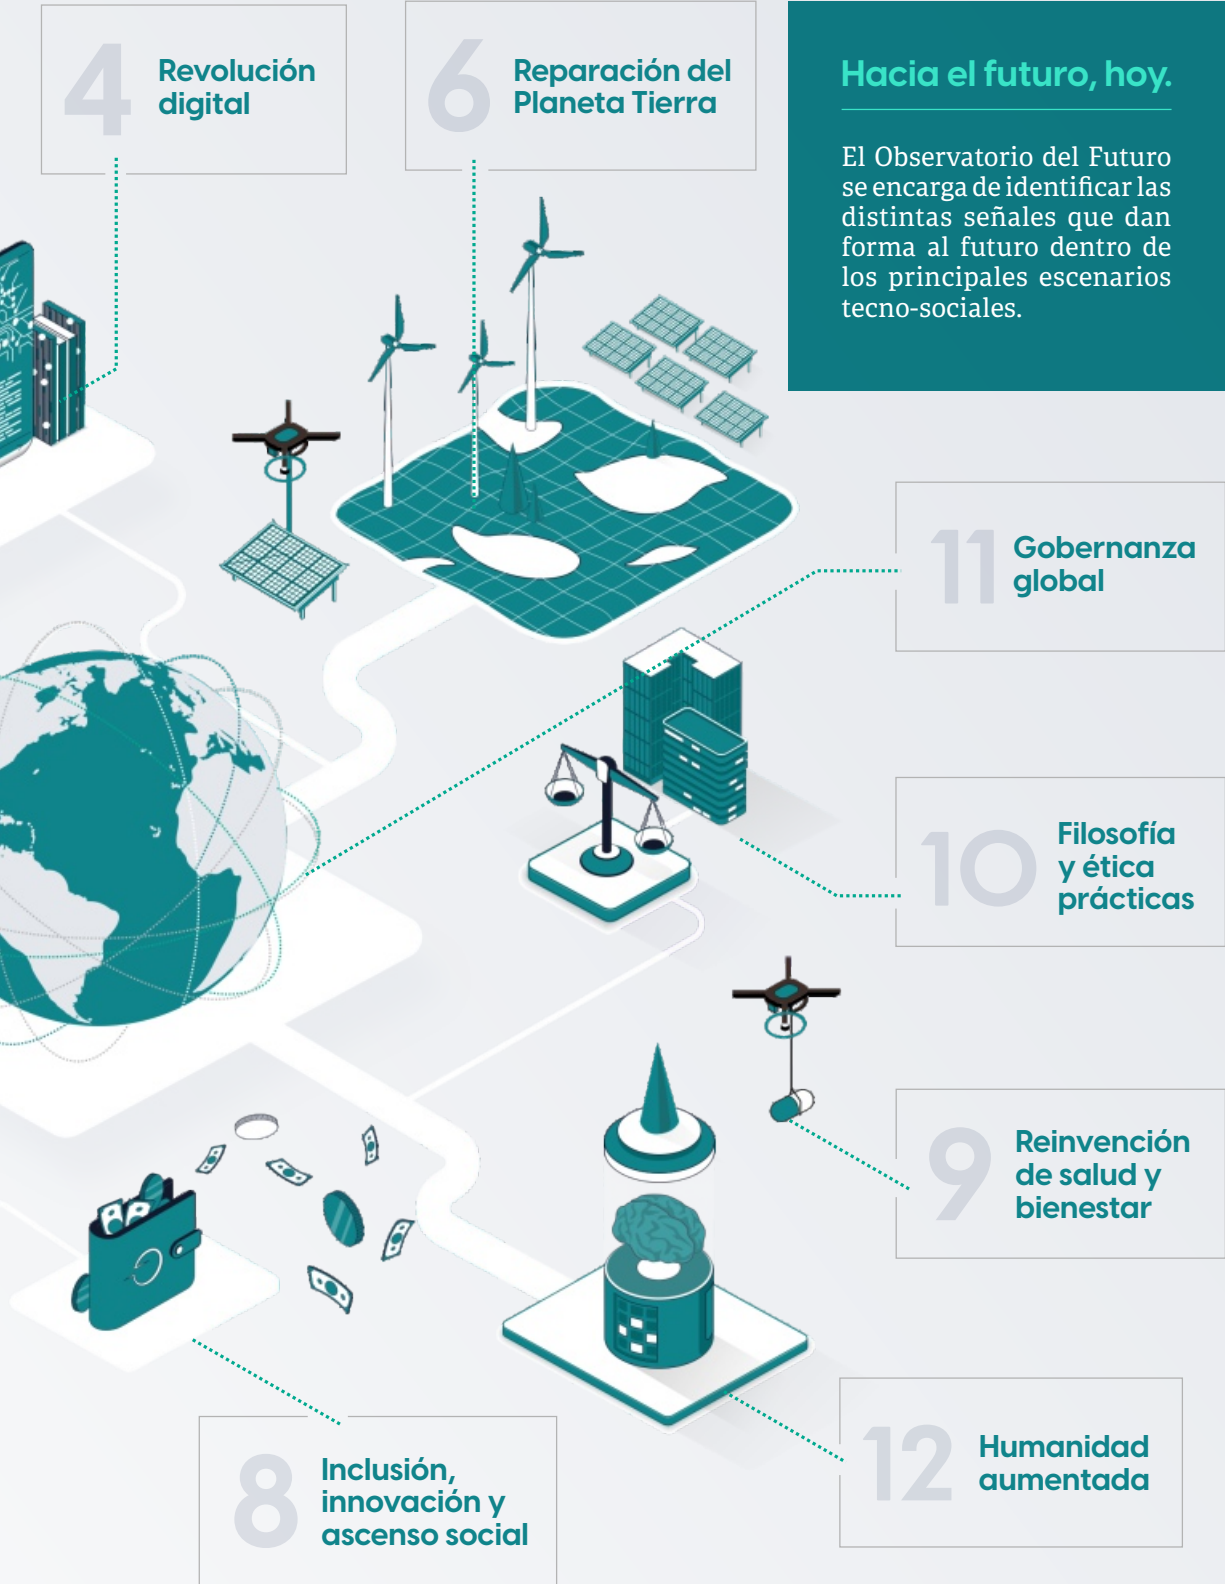 4
Revolución
digital
6
Reparación del
Planeta Tierra
Hacia el futuro, hoy.
El Observatorio del Futuro
se encarga de identificar las
distintas señales que dan
forma al futuro dentro de
los principales escenarios
tecno-sociales.
11
Gobernanza
global
10
Filosofía
y ética
prácticas
9
Reinvención
de salud y
bienestar
12
Humanidad
aumentada
8
Inclusión,
innovación y
ascenso social